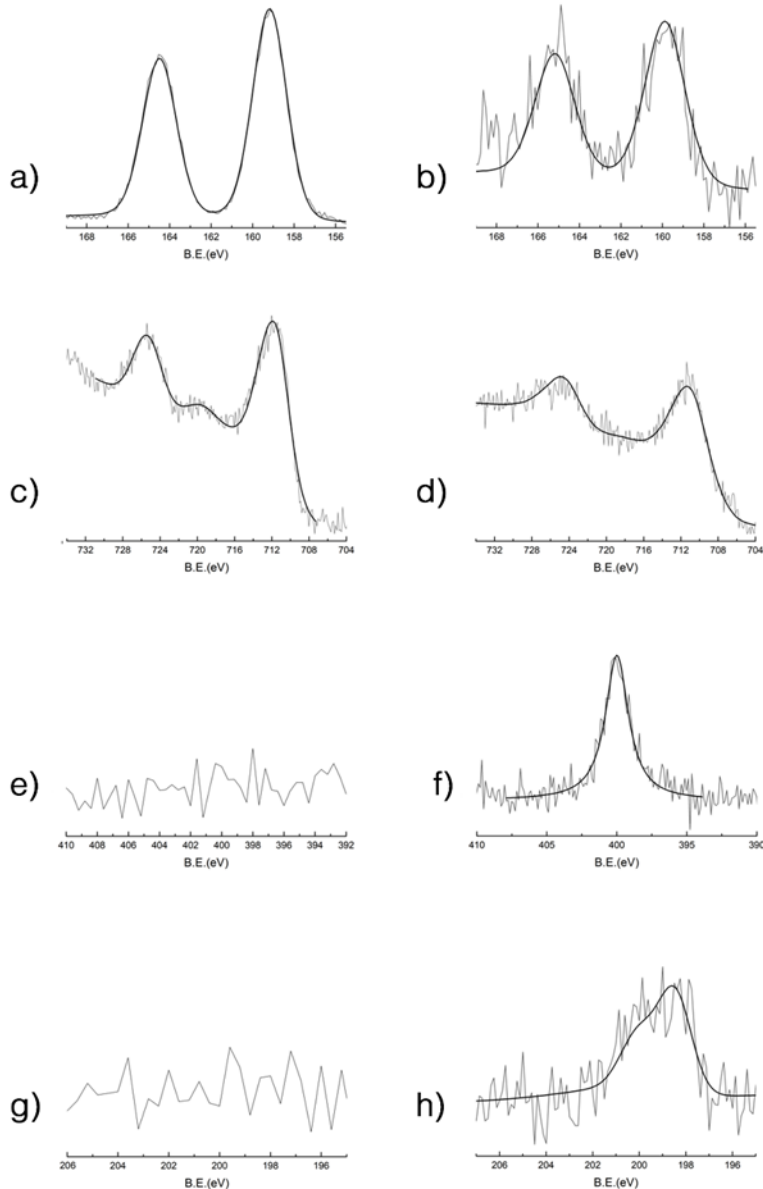 a)
168 166 164 162 160 158 156
B.E.(eV)
b)
168 166 164 162 160 158 156
B.E.(eV)
c)
732 728 724 720 716 712 708 704
B.E.(eV)
d)
732 728 724 720 716 712 708 704
B.E.(eV)
e)
410 408 406 404 402 400 398 396 394 392
B.E.(eV)
f)
410 405 400 395 390
B.E.(eV)
g)
206 204 202 200 198 196
B.E.(eV)
h)
206 204 202 200 198 196
B.E.(eV)